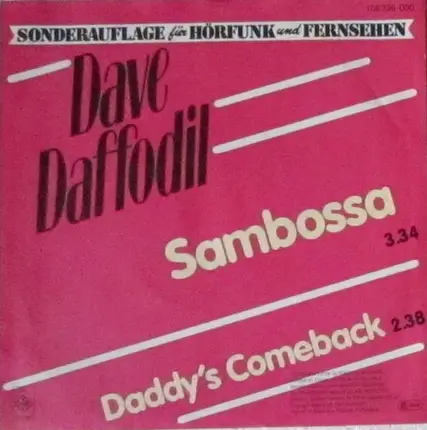 SONDERAUFLAGE für HÖRFUNK und FERNSEHEN
Dave
Daffodil
Sambossa
3.34
Daddy's Comeback 2.38